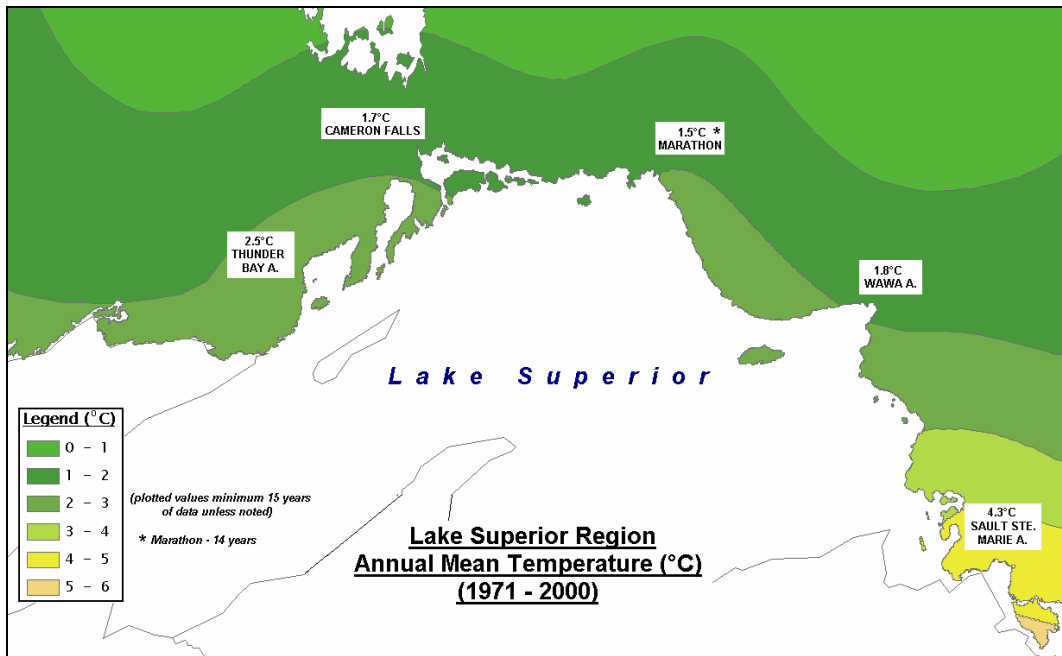 1.7°C
CAMERON FALLS
1.5°C *
MARATHON
2.5°C
THUNDER
BAY A.
1.8°C
WAWA A.
Lake Superior
Legend (°C)
0 - 1
1 - 2
2 - 3
3 - 4
4 - 5
5 - 6
(plotted values minimum 15 years
of data unless noted)
* Marathon - 14 years
4.3°C
SAULT STE.
MARIE A.
Lake Superior Region
Annual Mean Temperature (°C)
(1971 - 2000)